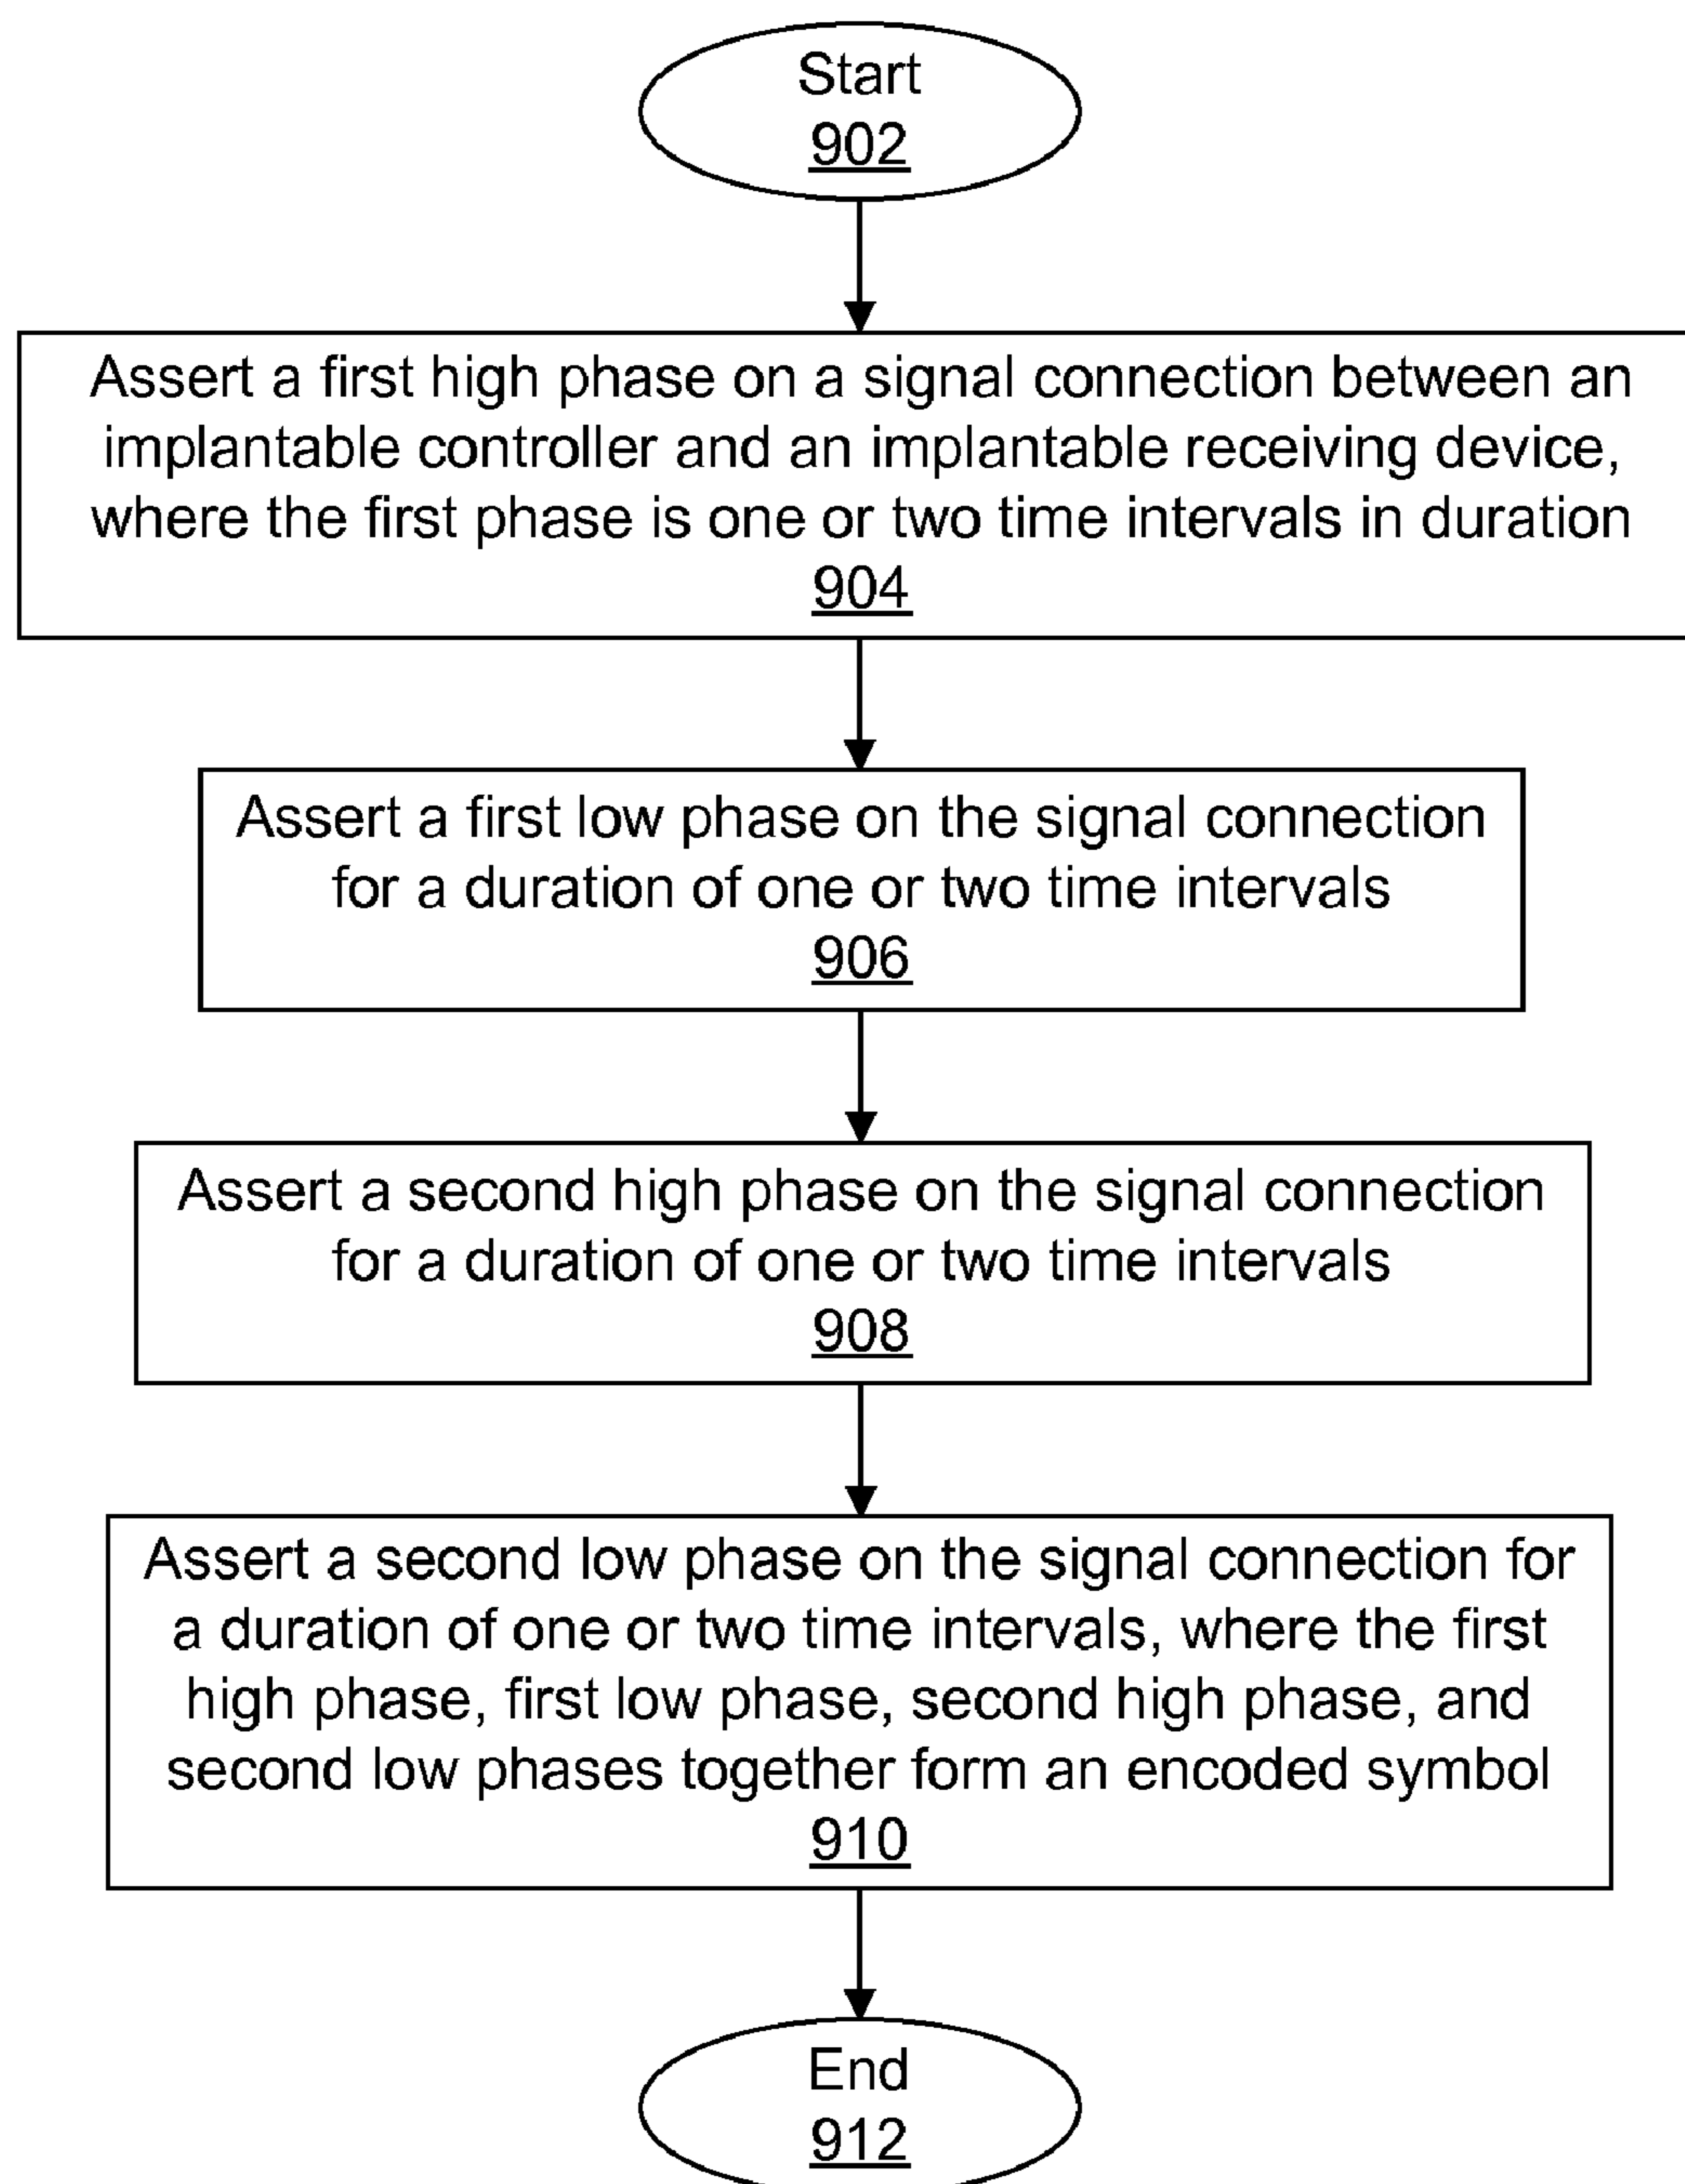 Start
902
Assert a first high phase on a signal connection between an
implantable controller and an implantable receiving device,
where the first phase is one or two time intervals in duration
904
Assert a first low phase on the signal connection
for a duration of one or two time intervals
906
Assert a second high phase on the signal connection
for a duration of one or two time intervals
908
Assert a second low phase on the signal connection for
a duration of one or two time intervals, where the first
high phase, first low phase, second high phase, and
second low phases together form an encoded symbol
910
End
912